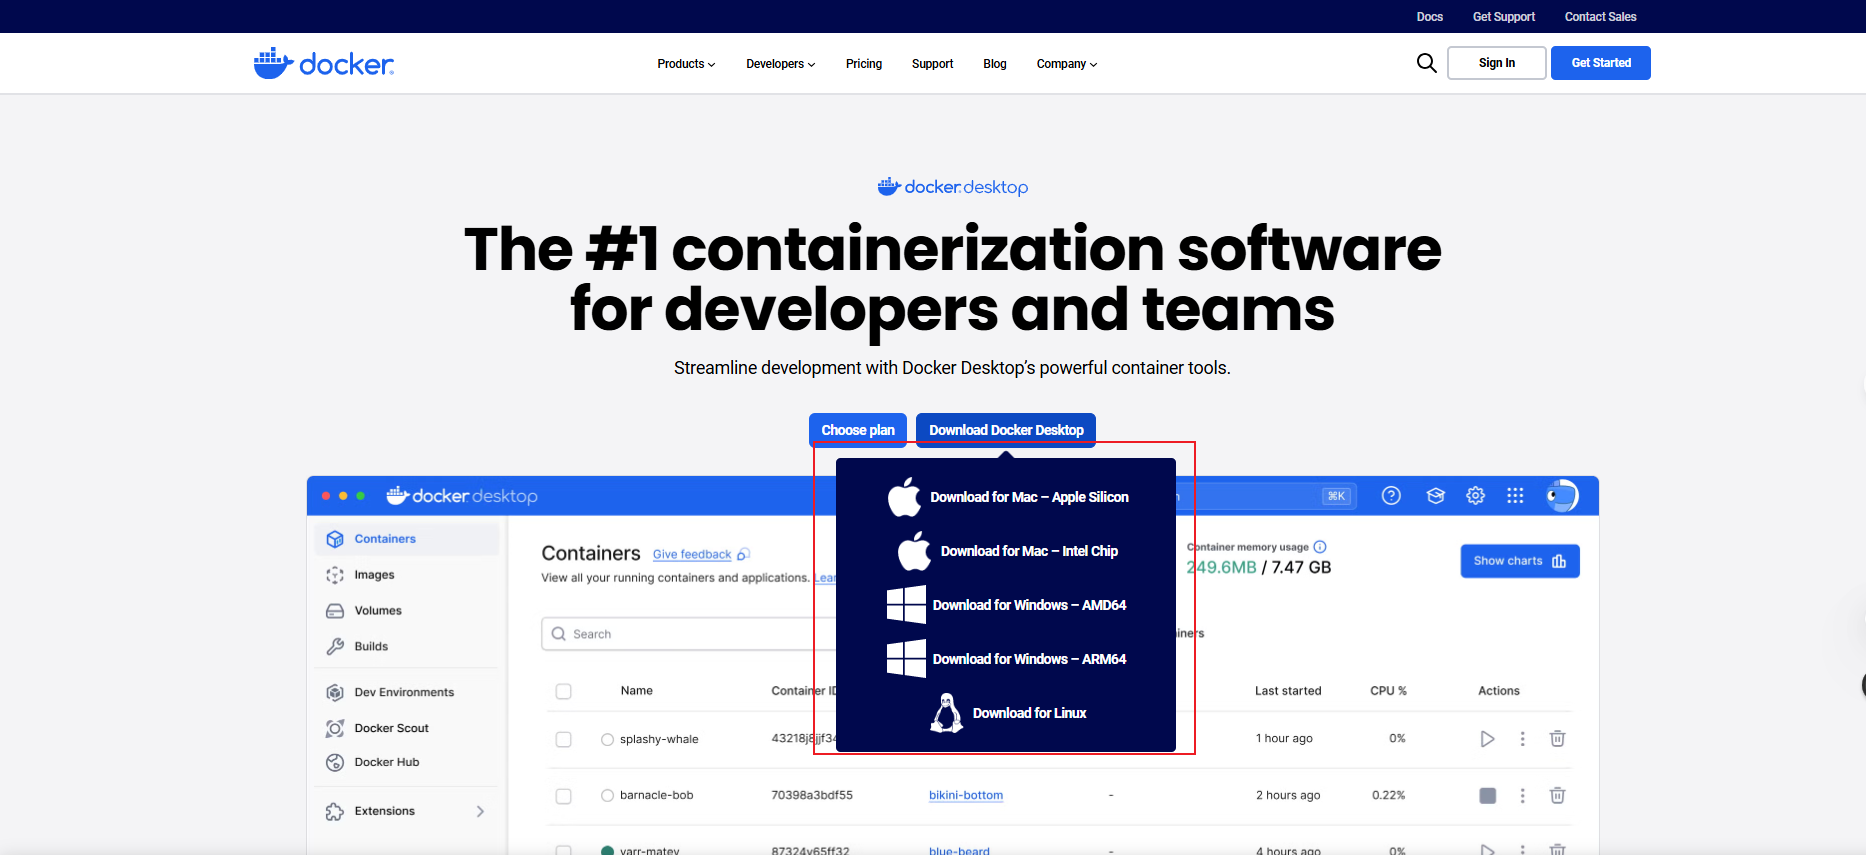 Docs Get Support Contact Sales
docker
Products Developers Pricing Support Blog Company Sign In Get Started
docker desktop
The #1 containerization software
for developers and teams
Streamline development with Docker Desktop’s powerful container tools.
Choose plan Download Docker Desktop
Download for Mac – Apple Silicon
Download for Mac – Intel Chip
Download for Windows – AMD64
Download for Windows – ARM64
Download for Linux
docker desktop ⌘K
Containers
Images
Volumes
Builds
Dev Environments
Docker Scout
Docker Hub
Extensions
Containers Give feedback
View all your running containers and applications.
Container memory usage
249.6MB / 7.47 GB
Show charts
Search
Name Container Last started CPU % Actions
splashy-whale 1 hour ago 0%
barnacle-bob 70398a3bdf55 bikini-bottom - 2 hours ago 0.22%
varr-matey 87324v65ff32 blue-beard - 4 hours ago 0%